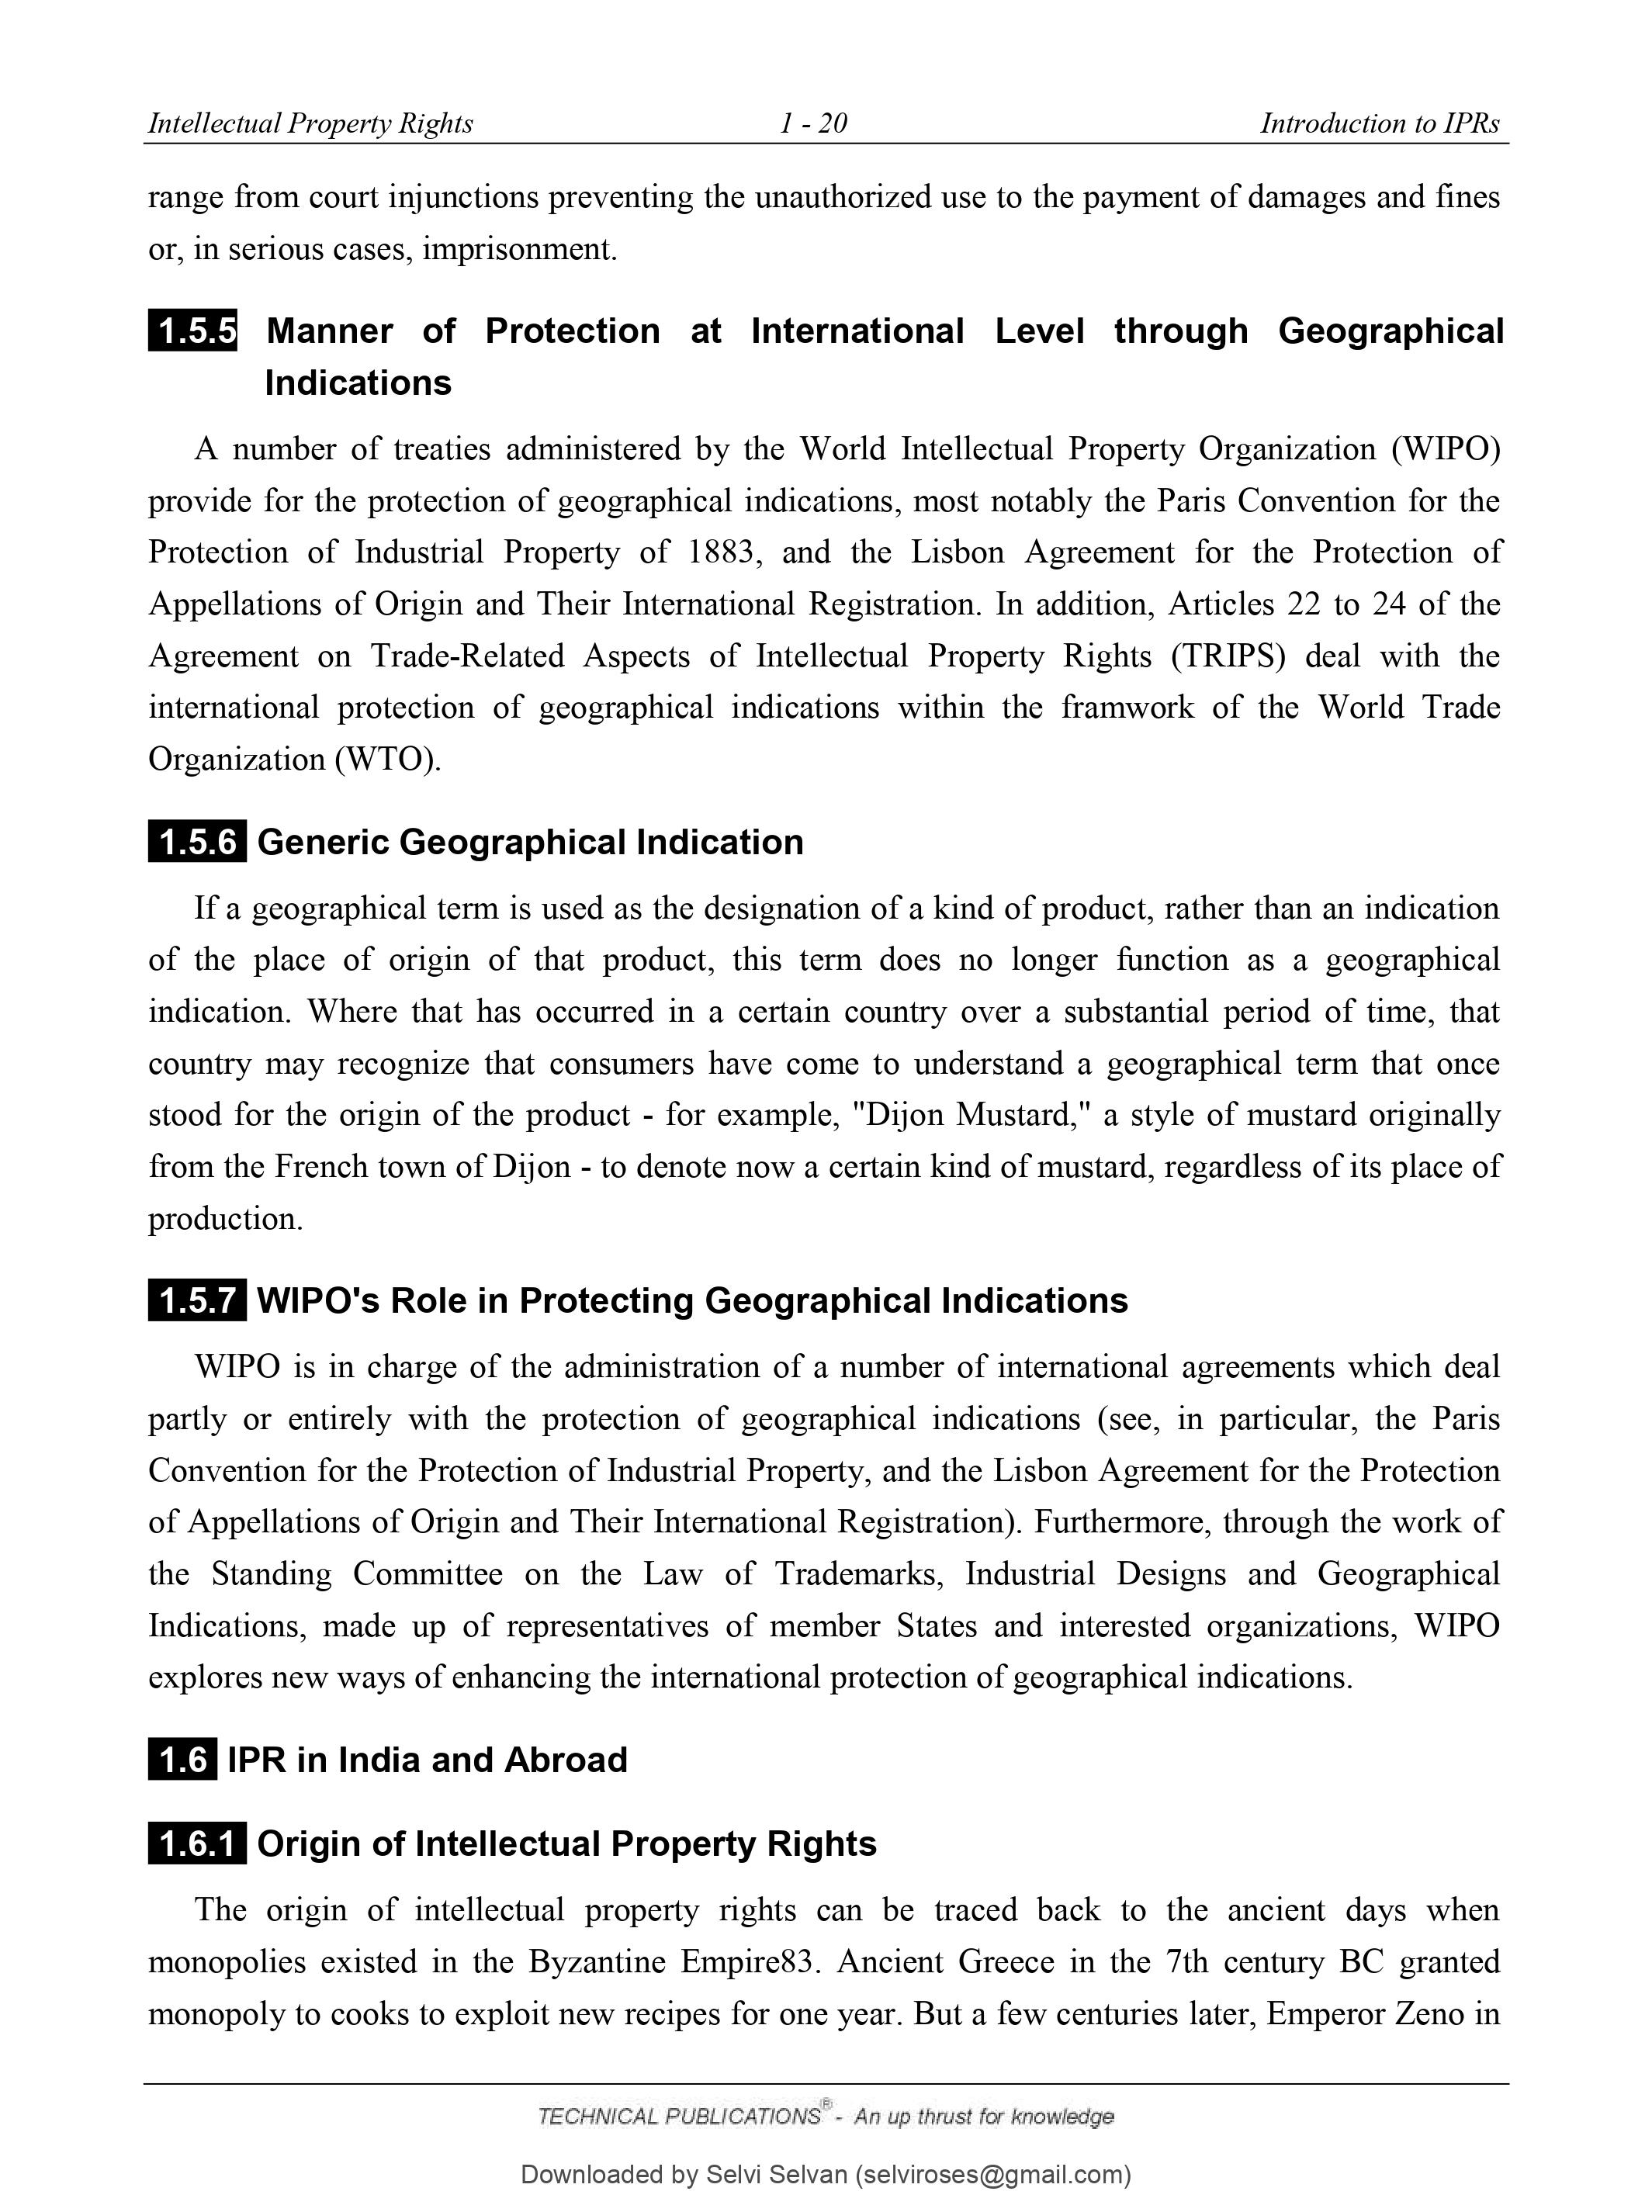 Intellectual Property Rights 1 - 20 Introduction to IPRs
range from court injunctions preventing the unauthorized use to the payment of damages and fines
or, in serious cases, imprisonment.
1.5.5 Manner of Protection at International Level through Geographical
Indications
A number of treaties administered by the World Intellectual Property Organization (WIPO)
provide for the protection of geographical indications, most notably the Paris Convention for the
Protection of Industrial Property of 1883, and the Lisbon Agreement for the Protection of
Appellations of Origin and Their International Registration. In addition, Articles 22 to 24 of the
Agreement on Trade-Related Aspects of Intellectual Property Rights (TRIPS) deal with the
international protection of geographical indications within the framwork of the World Trade
Organization (WTO).
1.5.6 Generic Geographical Indication
If a geographical term is used as the designation of a kind of product, rather than an indication
of the place of origin of that product, this term does no longer function as a geographical
indication. Where that has occurred in a certain country over a substantial period of time, that
country may recognize that consumers have come to understand a geographical term that once
stood for the origin of the product - for example, "Dijon Mustard," a style of mustard originally
from the French town of Dijon - to denote now a certain kind of mustard, regardless of its place of
production.
1.5.7 WIPO's Role in Protecting Geographical Indications
WIPO is in charge of the administration of a number of international agreements which deal
partly or entirely with the protection of geographical indications (see, in particular, the Paris
Convention for the Protection of Industrial Property, and the Lisbon Agreement for the Protection
of Appellations of Origin and Their International Registration). Furthermore, through the work of
the Standing Committee on the Law of Trademarks, Industrial Designs and Geographical
Indications, made up of representatives of member States and interested organizations, WIPO
explores new ways of enhancing the international protection of geographical indications.
1.6 IPR in India and Abroad
1.6.1 Origin of Intellectual Property Rights
The origin of intellectual property rights can be traced back to the ancient days when
monopolies existed in the Byzantine Empire83. Ancient Greece in the 7th century BC granted
monopoly to cooks to exploit new recipes for one year. But a few centuries later, Emperor Zeno in
TECHNICAL PUBLICATIONS® - An up thrust for knowledge
Downloaded by Selvi Selvan (selviroses@gmail.com)